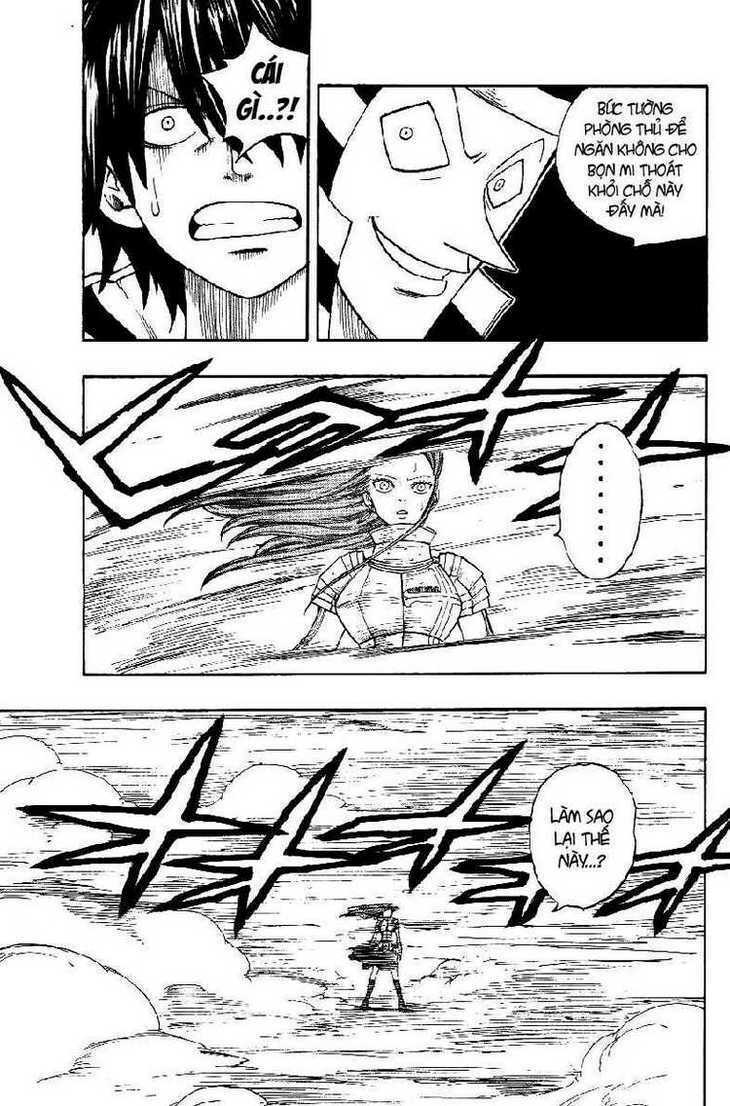 BỨC TƯỜNG
PHÒNG THỦ ĐỂ
NGĂN KHÔNG CHO
BỌN MI THOÁT
KHỎI CHỐ NÀY
ĐẤY MÀ!
CÁI
GÌ..?!
......
LÀM SAO
LẠI THẾ
NÀY...?